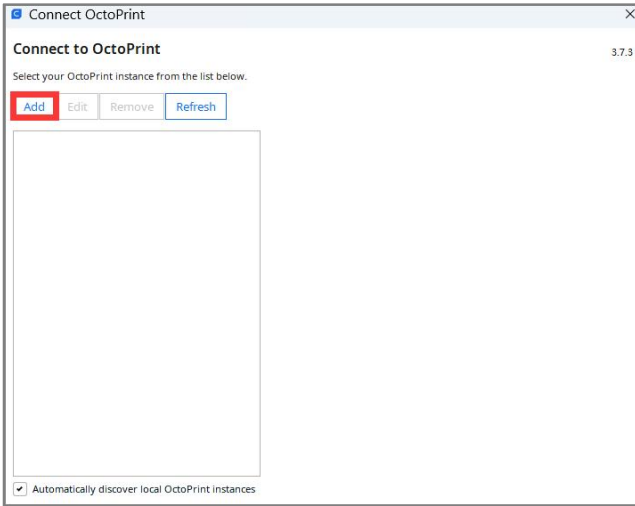 Connect OctoPrint
Connect to OctoPrint
3.7.3
Select your OctoPrint instance from the list below.
Add Edit Remove Refresh
Automatically discover local OctoPrint instances